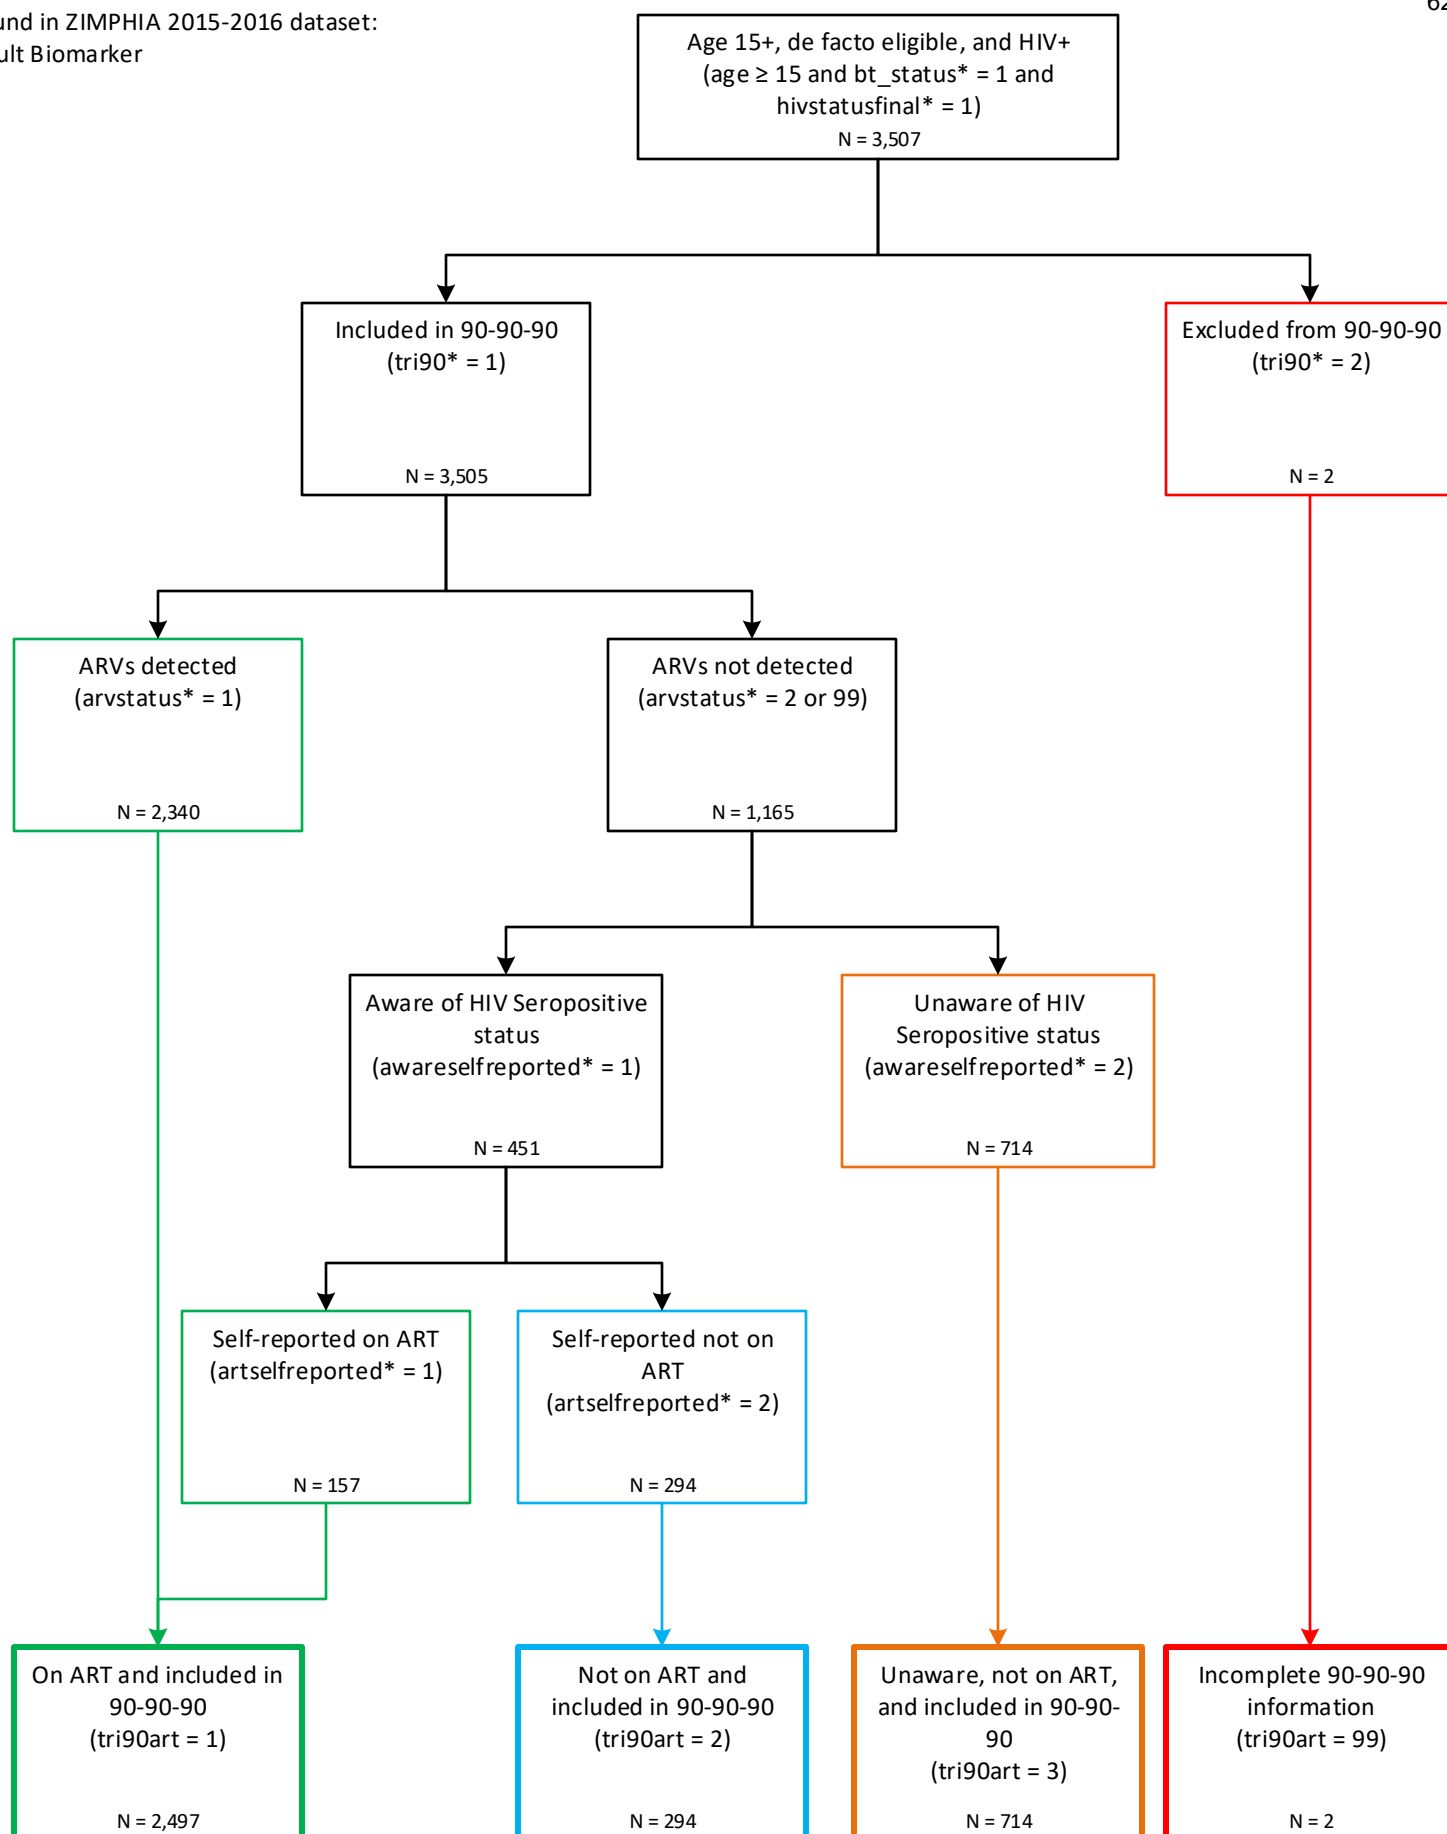 und in ZIMPHIA 2015-2016 dataset:
ult Biomarker
62
Age 15+, de facto eligible, and HIV+
(age ≥ 15 and bt_status* = 1 and
hivstatusfinal* = 1)
N = 3,507
Included in 90-90-90
(tri90* = 1)
N = 3,505
Excluded from 90-90-90
(tri90* = 2)
N = 2
ARVs detected
(arvstatus* = 1)
N = 2,340
ARVs not detected
(arvstatus* = 2 or 99)
N = 1,165
Aware of HIV Seropositive
status
(awareselfreported* = 1)
N = 451
Unaware of HIV
Seropositive status
(awareselfreported* = 2)
N = 714
Self-reported on ART
(artselfreported* = 1)
N = 157
Self-reported not on
ART
(artselfreported* = 2)
N = 294
On ART and included in
90-90-90
(tri90art = 1)
N = 2,497
Not on ART and
included in 90-90-90
(tri90art = 2)
N = 294
Unaware, not on ART,
and included in 90-90-
90
(tri90art = 3)
N = 714
Incomplete 90-90-90
information
(tri90art = 99)
N = 2